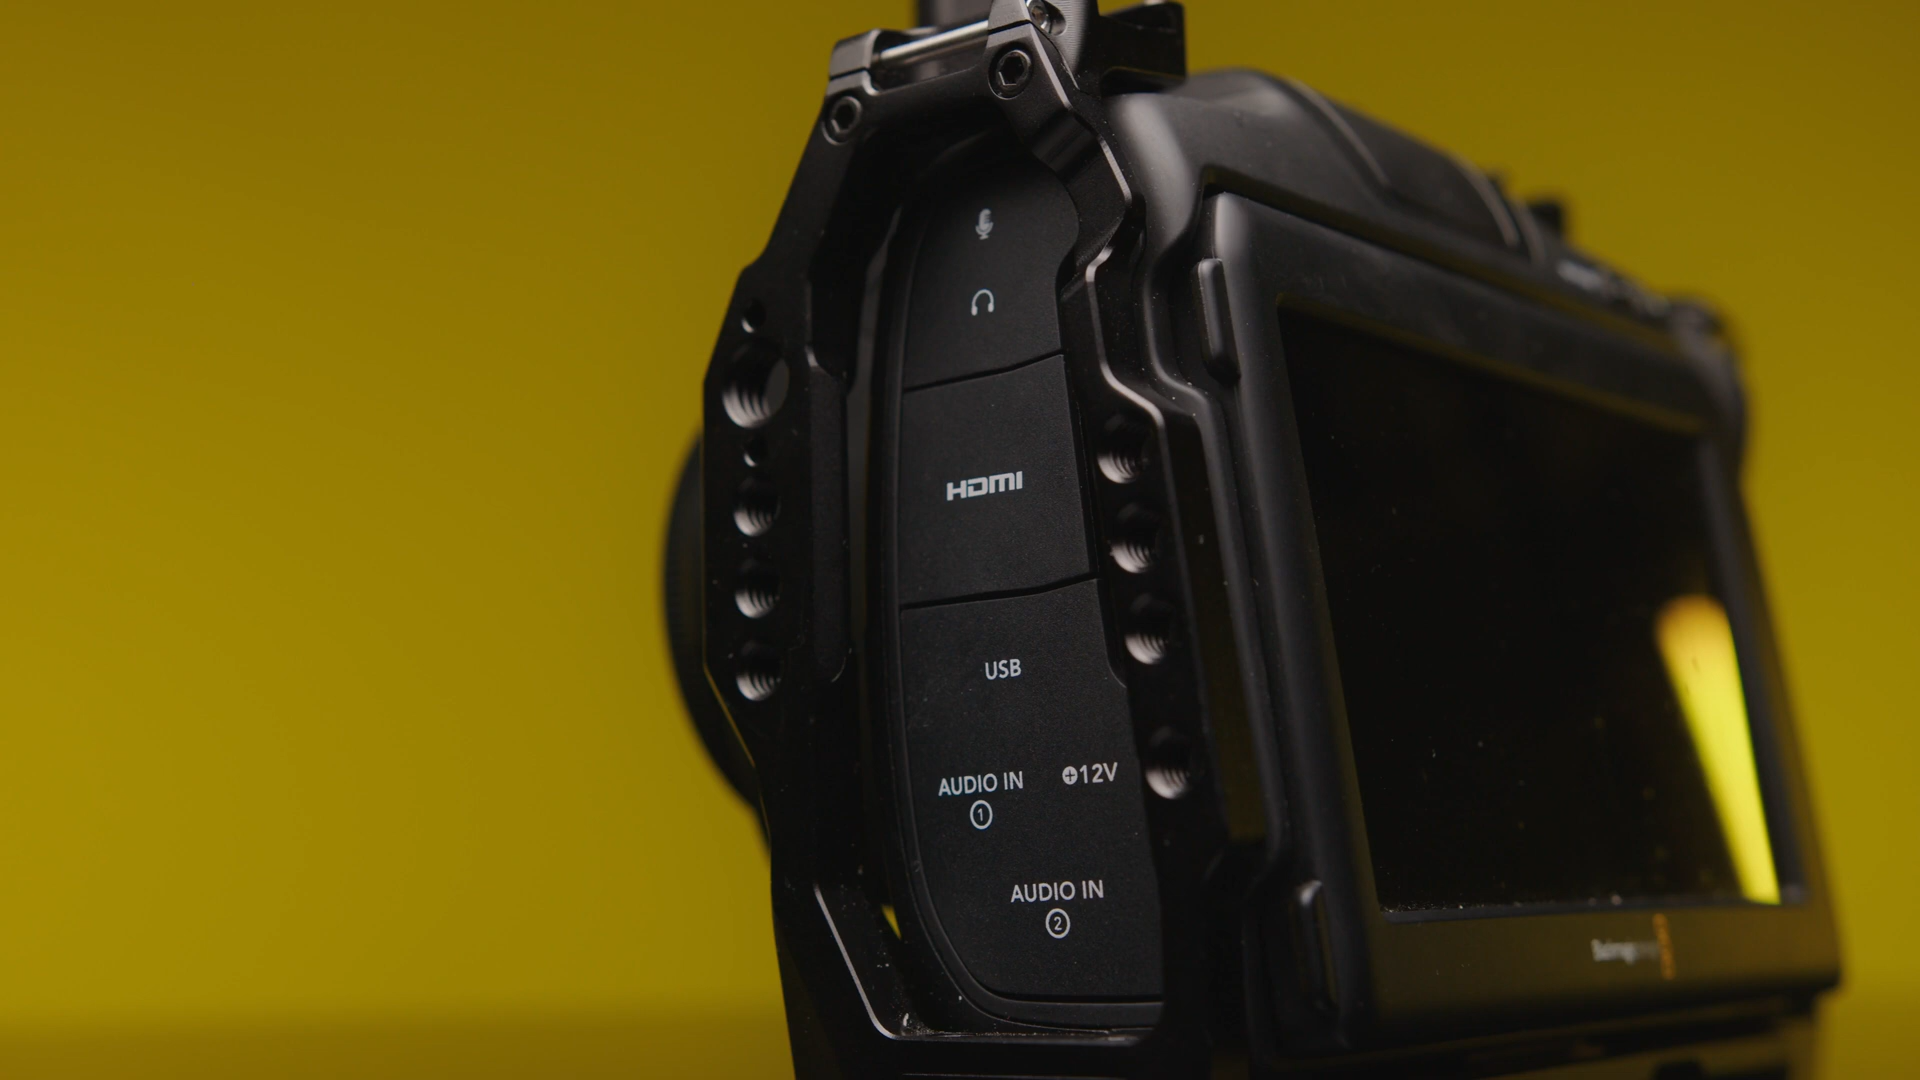 HDMI
USB
AUDIO IN
⊕12V
1
AUDIO IN
2